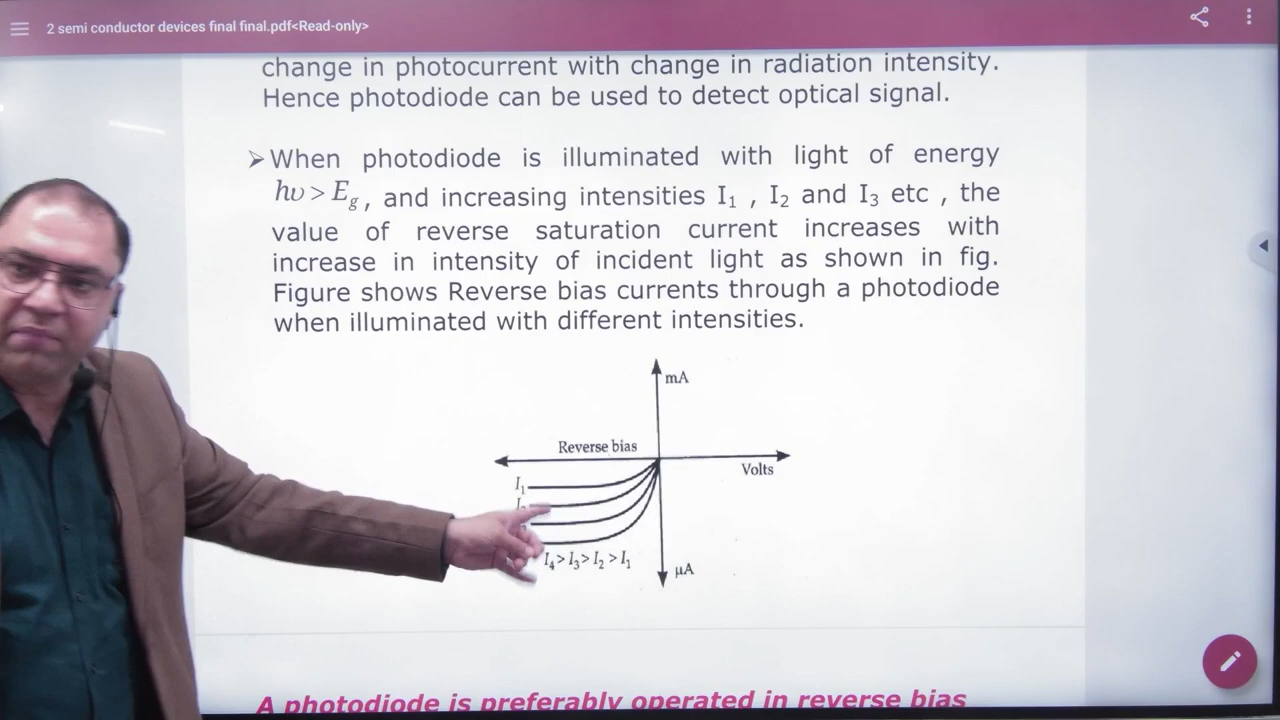 2 semi conductor devices final final.pdf<Read-only>
change in photocurrent with change in radiation intensity.
Hence photodiode can be used to detect optical signal.
➢ When photodiode is illuminated with light of energy
hυ > Eg, and increasing intensities I₁ , I₂ and I₃ etc , the
value of reverse saturation current increases with
increase in intensity of incident light as shown in fig.
Figure shows Reverse bias currents through a photodiode
when illuminated with different intensities.
mA
Reverse bias
Volts
I₁
I₄ > I₃ > I₂ > I₁
μA
A photodiode is preferably operated in reverse bias